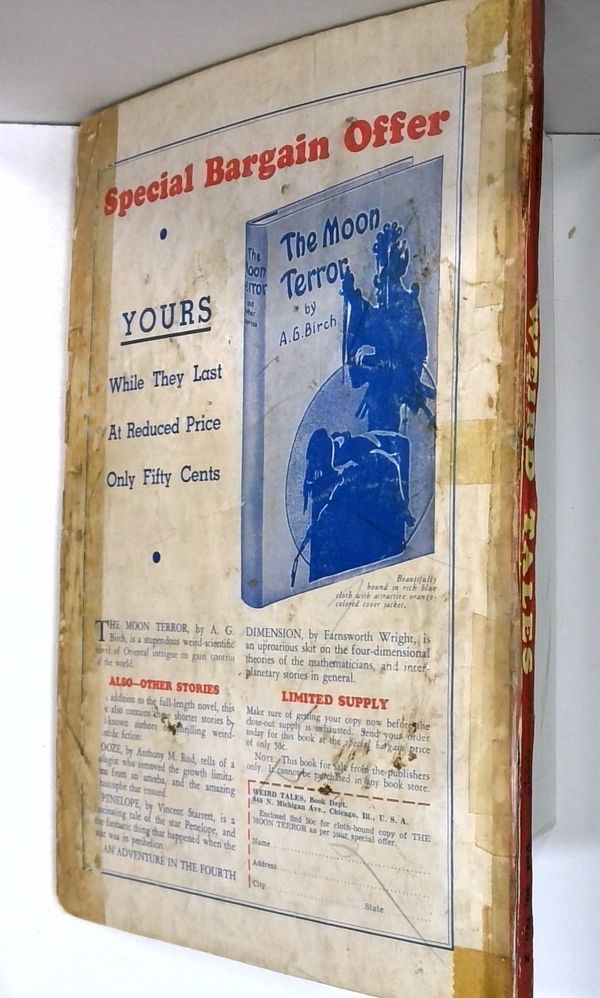 Special Bargain Offer
YOURS
While They Last
At Reduced Price
Only Fifty Cents
The Moon
Terror
by
A.G.Birch
Beautifully
bound in rich blue
cloth with attractive orange-
colored cover jacket.
THE MOON TERROR, by A. G.
Birch, is a stupendous weird-scientific
novel of Oriental intrigue to gain control
of the world.
ALSO—OTHER STORIES
addition to the full-length novel, this
also contains shorter stories by
known authors of thrilling weird-
fiction:
OOZE, by Anthony M. Rud, tells of a
ologist who removed the growth limita-
from an amoeba, and the amazing
astrophe that ensued
PENELOPE, by Vincent Starrett, is a
fascinating tale of the star Penelope, and
the fantastic thing that happened when the
star was in perihelion.
AN ADVENTURE IN THE FOURTH
DIMENSION, by Farnsworth Wright, is
an uproarious skit on the four-dimensional
theories of the mathematicians, and inter-
planetary stories in general.
LIMITED SUPPLY
Make sure of getting your copy now before the
close-out supply is exhausted. Send your order
today for this book at the special bargain price
of only 50c.
NOTE: This book for sale from the publishers
only. It cannot be purchased in any book store.
WEIRD TALES, Book Dept.
840 N. Michigan Ave., Chicago, Ill., U. S. A.
Enclosed find 50c for cloth-bound copy of THE
MOON TERROR as per your special offer.
Name
Address
City
State
WEIRD TALES